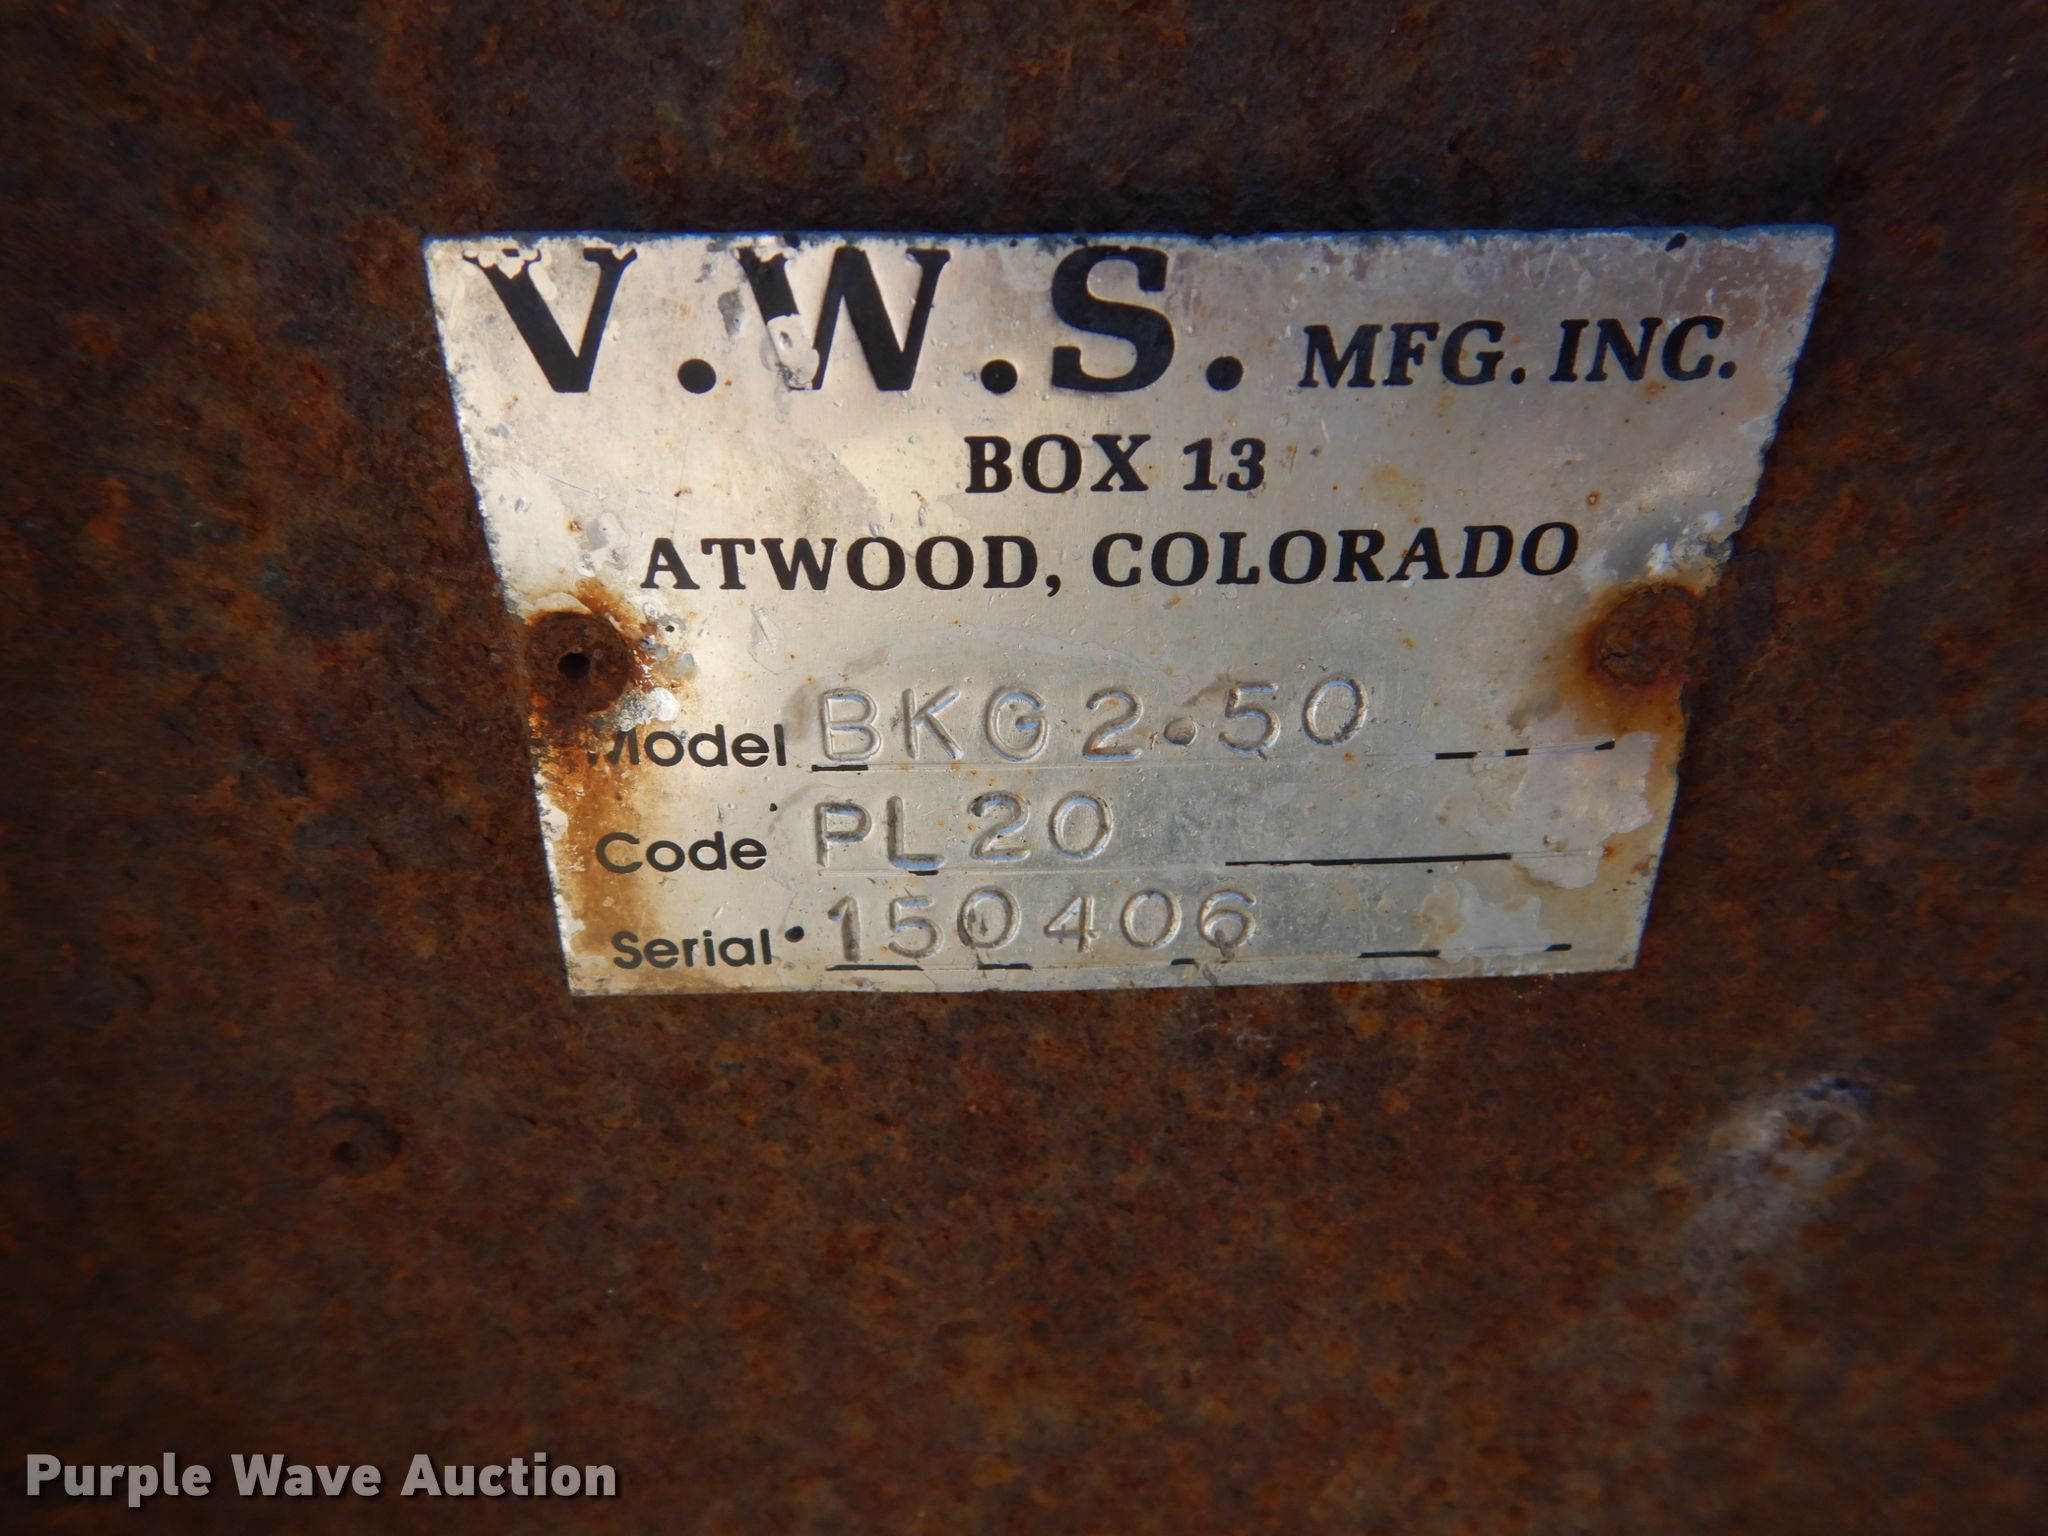 V.W.S. MFG. INC.
BOX 13
ATWOOD, COLORADO
Model BKG2.50
Code PL20
Serial 150406
Purple Wave Auction